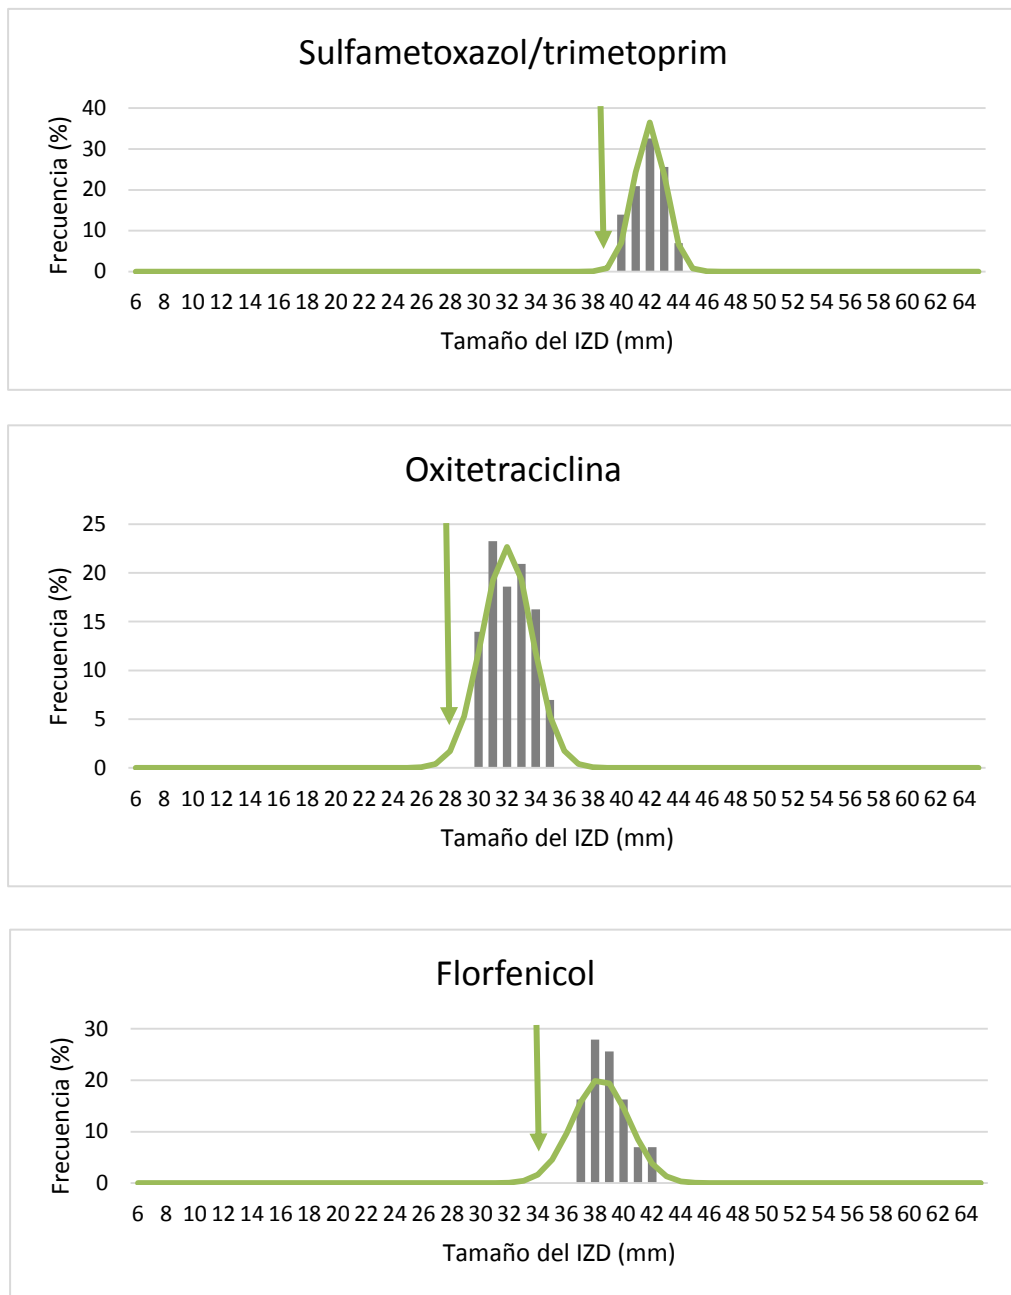 Sulfametoxazol/trimetoprim
Frecuencia (%)
40
30
20
10
0
6 8 10 12 14 16 18 20 22 24 26 28 30 32 34 36 38 40 42 44 46 48 50 52 54 56 58 60 62 64
Tamaño del IZD (mm)
Oxitetraciclina
Frecuencia (%)
25
20
15
10
5
0
6 8 10 12 14 16 18 20 22 24 26 28 30 32 34 36 38 40 42 44 46 48 50 52 54 56 58 60 62 64
Tamaño del IZD (mm)
Florfenicol
Frecuencia (%)
30
20
10
0
6 8 10 12 14 16 18 20 22 24 26 28 30 32 34 36 38 40 42 44 46 48 50 52 54 56 58 60 62 64
Tamaño del IZD (mm)